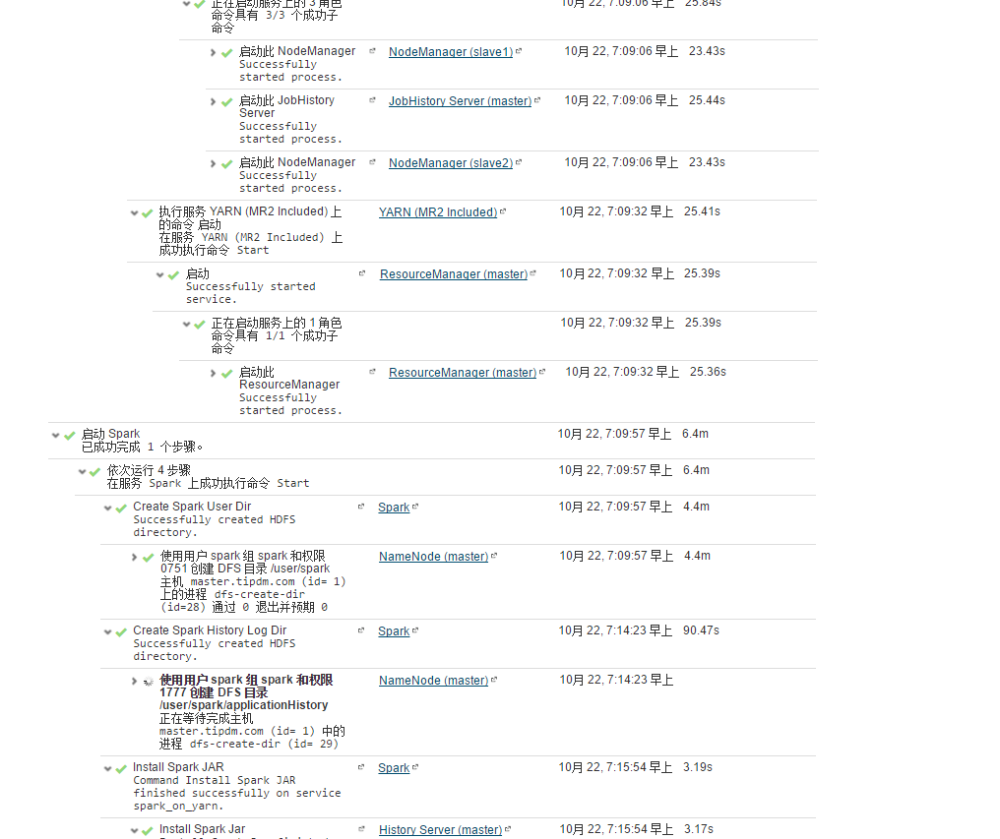 正在启动服务上的 3 角色 10月 22, 7:09:06 早上 25.84s
命令具有 3/3 个成功子
命令
启动此 NodeManager NodeManager (slave1) 10月 22, 7:09:06 早上 23.43s
Successfully
started process.
启动此 JobHistory JobHistory Server (master) 10月 22, 7:09:06 早上 25.44s
Server
Successfully
started process.
启动此 NodeManager NodeManager (slave2) 10月 22, 7:09:06 早上 23.43s
Successfully
started process.
执行服务 YARN (MR2 Included) 上 YARN (MR2 Included) 10月 22, 7:09:32 早上 25.41s
的命令 启动
在服务 YARN (MR2 Included) 上
成功执行命令 Start
启动 ResourceManager (master) 10月 22, 7:09:32 早上 25.39s
Successfully started
service.
正在启动服务上的 1 角色 10月 22, 7:09:32 早上 25.39s
命令具有 1/1 个成功子
命令
启动此 ResourceManager (master) 10月 22, 7:09:32 早上 25.36s
ResourceManager
Successfully
started process.
启动 Spark 10月 22, 7:09:57 早上 6.4m
已成功完成 1 个步骤。
依次运行 4 步骤 10月 22, 7:09:57 早上 6.4m
在服务 Spark 上成功执行命令 Start
Create Spark User Dir Spark 10月 22, 7:09:57 早上 4.4m
Successfully created HDFS
directory.
使用用户 spark 组 spark 和权限 NameNode (master) 10月 22, 7:09:57 早上 4.4m
0751 创建 DFS 目录 /user/spark
主机 master.tipdm.com (id= 1)
上的进程 dfs-create-dir
(id=28) 通过 0 退出并预期 0
Create Spark History Log Dir Spark 10月 22, 7:14:23 早上 90.47s
Successfully created HDFS
directory.
使用用户 spark 组 spark 和权限 NameNode (master) 10月 22, 7:14:23 早上
1777 创建 DFS 目录
/user/spark/applicationHistory
正在等待完成主机
master.tipdm.com (id= 1) 中的
进程 dfs-create-dir (id= 29)
Install Spark JAR Spark 10月 22, 7:15:54 早上 3.19s
Command Install Spark JAR
finished successfully on service
spark_on_yarn.
Install Spark Jar History Server (master) 10月 22, 7:15:54 早上 3.17s